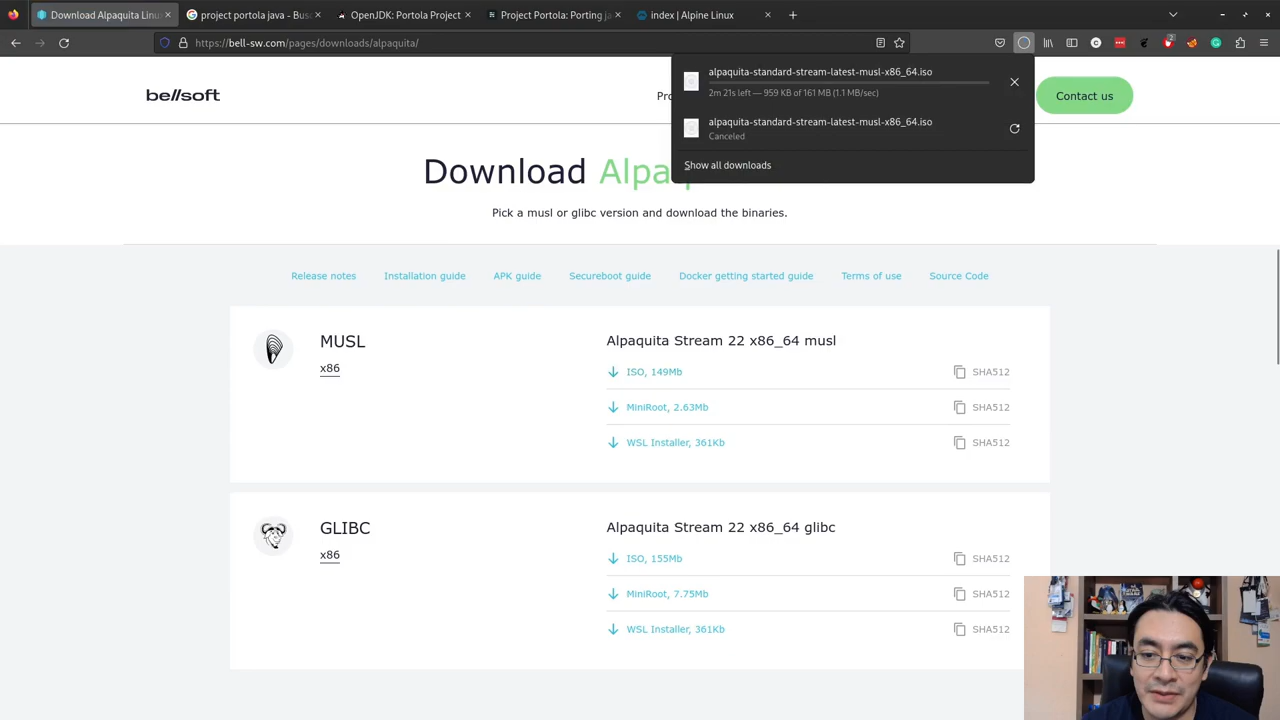 Download Alpaquita Linu
project portola java - Bus
OpenJDK: Portola Project
Project Portola: Porting ja
index | Alpine Linux
https://bell-sw.com/pages/downloads/alpaquita/
2
alpaquita-standard-stream-latest-musl-x86_64.iso
2m 21s left — 959 KB of 161 MB (1.1 MB/sec)
alpaquita-standard-stream-latest-musl-x86_64.iso
Canceled
Show all downloads
bellsoft
Pro
Contact us
Download Alpaq
Pick a musl or glibc version and download the binaries.
Release notes
Installation guide
APK guide
Secureboot guide
Docker getting started guide
Terms of use
Source Code
MUSL
x86
Alpaquita Stream 22 x86_64 musl
ISO, 149Mb SHA512
MiniRoot, 2.63Mb SHA512
WSL Installer, 361Kb SHA512
GLIBC
x86
Alpaquita Stream 22 x86_64 glibc
ISO, 155Mb SHA512
MiniRoot, 7.75Mb SHA512
WSL Installer, 361Kb SHA512